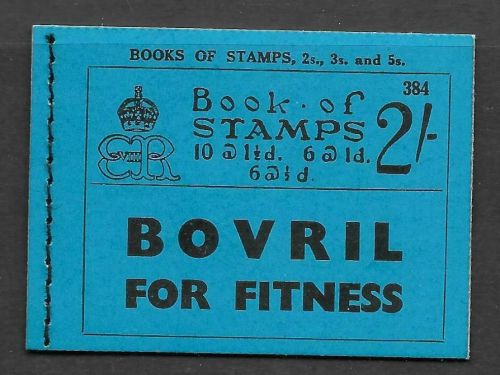 BOOKS OF STAMPS, 2s., 3s. and 5s.
384
Book · of
STAMPS
2/-
10 @ 1½d. 6 @ 1d.
6 @ ½d.
E VIII R
BOVRIL
FOR FITNESS